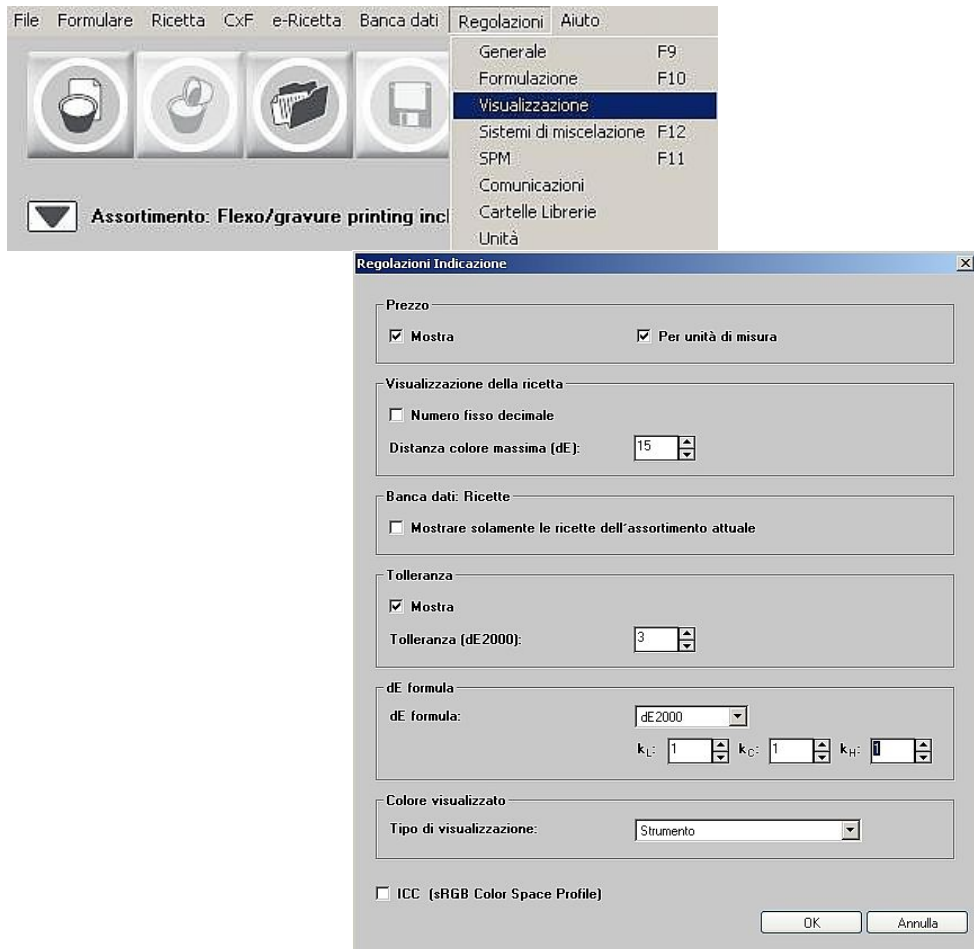 File Formulare Ricetta CxF e-Ricetta Banca dati Regolazioni Aiuto
Generale F9
Formulazione F10
Visualizzazione
Sistemi di miscelazione F12
SPM F11
Comunicazioni
Cartelle Librerie
Unità
Assortimento: Flexo/gravure printing incl
Regolazioni Indicazione
Prezzo
Mostra Per unità di misura
Visualizzazione della ricetta
Numero fisso decimale
Distanza colore massima (dE): 15
Banca dati: Ricette
Mostrare solamente le ricette dell'assortimento attuale
Tolleranza
Mostra
Tolleranza (dE2000): 3
dE formula
dE formula: dE2000
kL: 1 kC: 1 kH: 1
Colore visualizzato
Tipo di visualizzazione: Strumento
ICC (sRGB Color Space Profile)
OK Annulla